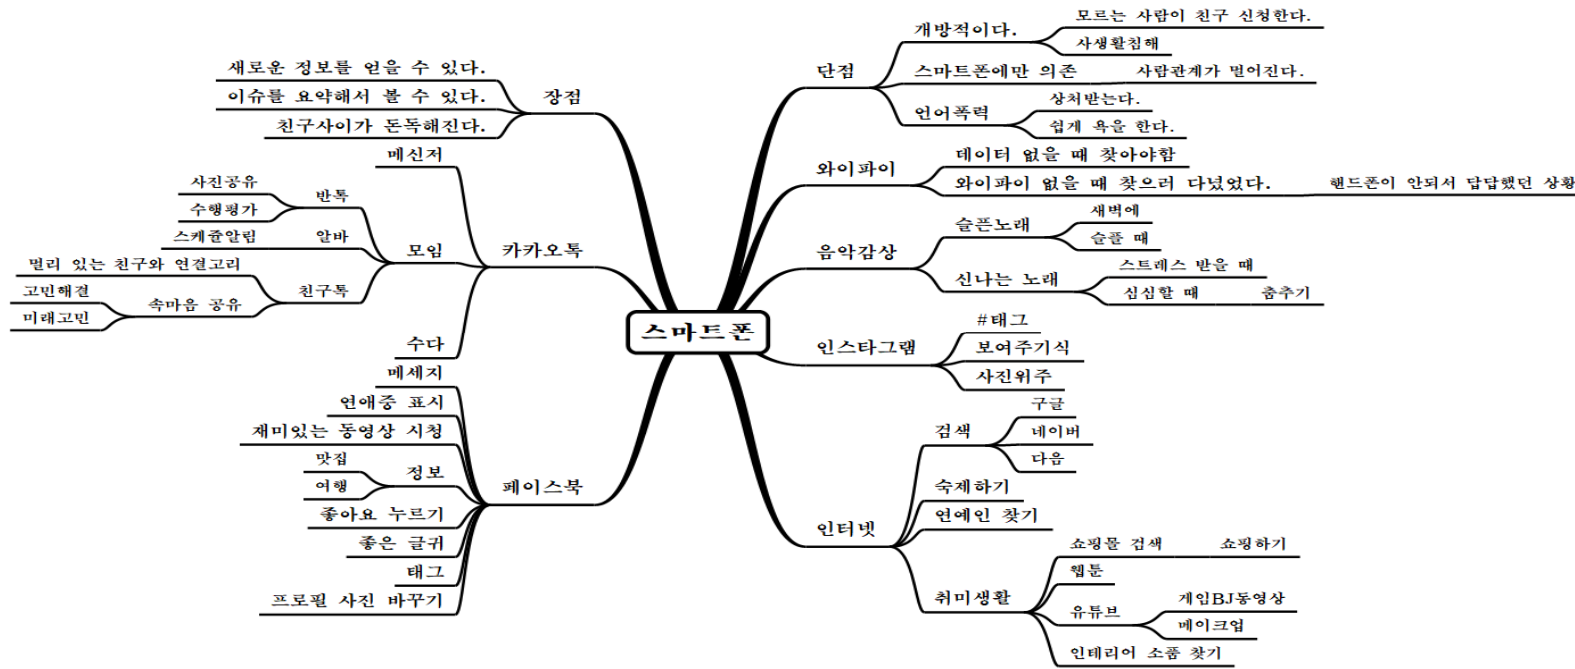 스마트폰
장점
새로운 정보를 얻을 수 있다.
이슈를 요약해서 볼 수 있다.
친구사이가 돈독해진다.
카카오톡
메신저
모임
반톡
사진공유
수행평가
알바
스케쥴알림
친구톡
멀리 있는 친구와 연결고리
속마음 공유
고민해결
미래고민
수다
페이스북
메세지
연애중 표시
재미있는 동영상 시청
정보
맛집
여행
좋아요 누르기
좋은 글귀
태그
프로필 사진 바꾸기
단점
개방적이다.
모르는 사람이 친구 신청한다.
사생활침해
스마트폰에만 의존
사람관계가 멀어진다.
언어폭력
상처받는다.
쉽게 욕을 한다.
와이파이
데이터 없을 때 찾아야함
와이파이 없을 때 찾으러 다녔었다.
핸드폰이 안되서 답답했던 상황
음악감상
슬픈노래
새벽에
슬플 때
신나는 노래
스트레스 받을 때
심심할 때
춤추기
인스타그램
#태그
보여주기식
사진위주
인터넷
검색
구글
네이버
다음
숙제하기
연예인 찾기
취미생활
쇼핑몰 검색
쇼핑하기
웹툰
유튜브
게임BJ동영상
메이크업
인테리어 소품 찾기